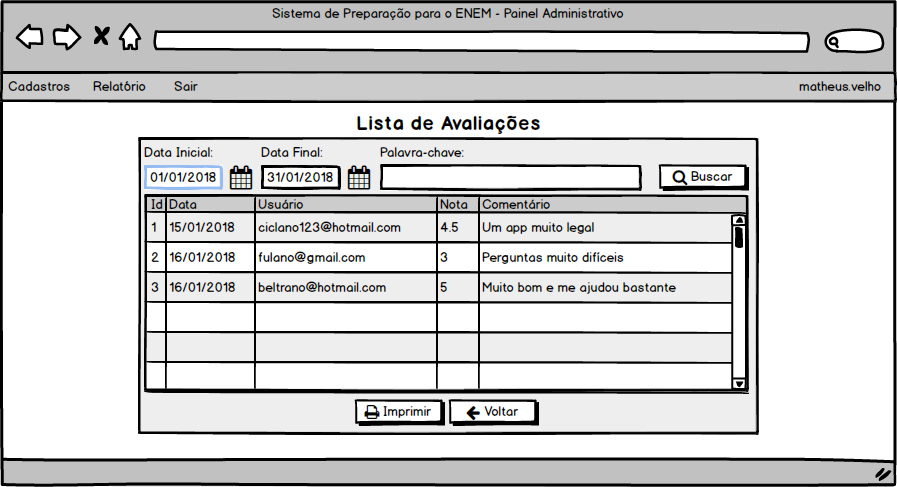 Sistema de Preparação para o ENEM - Painel Administrativo
Cadastros Relatório Sair matheus.velho
Lista de Avaliações
Data Inicial: Data Final: Palavra-chave:
01/01/2018 31/01/2018 Buscar
Id Data Usuário Nota Comentário
1 15/01/2018 ciclano123@hotmail.com 4.5 Um app muito legal
2 16/01/2018 fulano@gmail.com 3 Perguntas muito difíceis
3 16/01/2018 beltrano@hotmail.com 5 Muito bom e me ajudou bastante
Imprimir Voltar